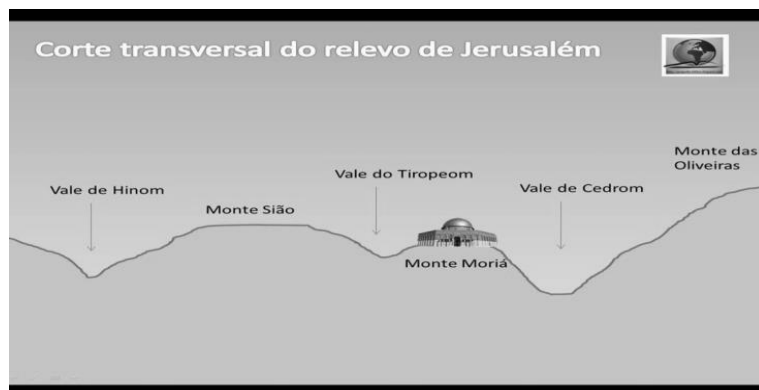 Corte transversal do relevo de Jerusalém
Monte das
Oliveiras
Vale do Tiropeom
Vale de Hinom
Vale de Cedrom
Monte Sião
Monte Moriá